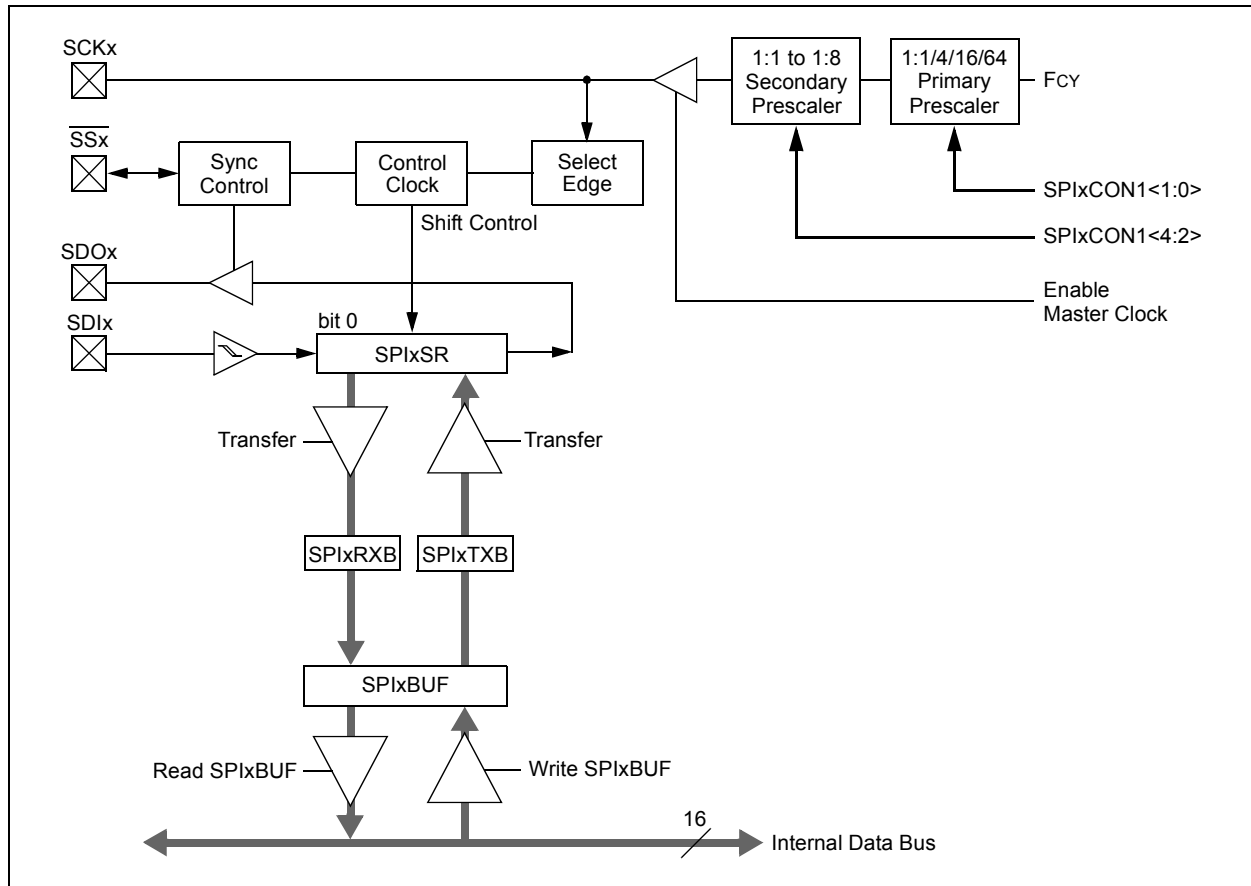 SCKx
1:1 to 1:8
Secondary
Prescaler
1:1/4/16/64
Primary
Prescaler
FCY
SSx
Sync
Control
Control
Clock
Select
Edge
SPIxCON1<1:0>
Shift Control
SPIxCON1<4:2>
SDOx
Enable
Master Clock
SDIx
bit 0
SPIxSR
Transfer
Transfer
SPIxRXB
SPIxTXB
SPIxBUF
Read SPIxBUF
Write SPIxBUF
16
Internal Data Bus